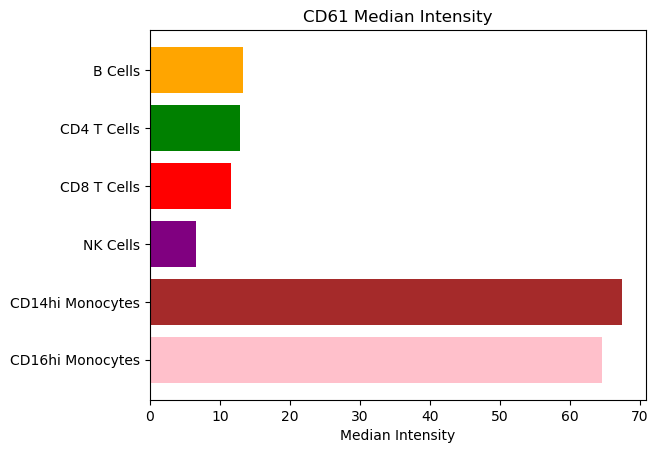 CD61 Median Intensity
B Cells
CD4 T Cells
CD8 T Cells
NK Cells
CD14hi Monocytes
CD16hi Monocytes
0 10 20 30 40 50 60 70
Median Intensity